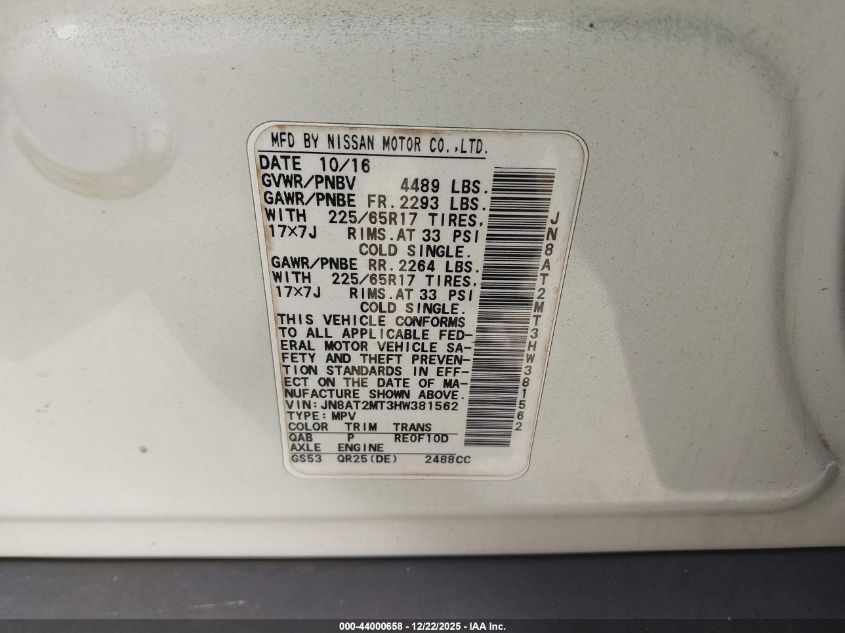 MFD BY NISSAN MOTOR CO.,LTD.
DATE 10/16
GVWR/PNBV 4489 LBS.
GAWR/PNBE FR. 2293 LBS.
WITH 225/65R17 TIRES,
17×7J RIMS.AT 33 PSI
COLD SINGLE.
GAWR/PNBE RR. 2264 LBS.
WITH 225/65R17 TIRES,
17×7J RIMS.AT 33 PSI
COLD SINGLE.
THIS VEHICLE CONFORMS
TO ALL APPLICABLE FED-
ERAL MOTOR VEHICLE SA-
FETY AND THEFT PREVEN-
TION STANDARDS IN EFF-
ECT ON THE DATE OF MA-
NUFACTURE SHOWN ABOVE.
VIN:JN8AT2MT3HW381562
TYPE:MPV
COLOR TRIM TRANS
QAB P RE0F10D
AXLE ENGINE
GS53 QR25(DE) 2488CC
JN8AT2MT3HW381562
000-44000658 - 12/22/2025 - IAA Inc.